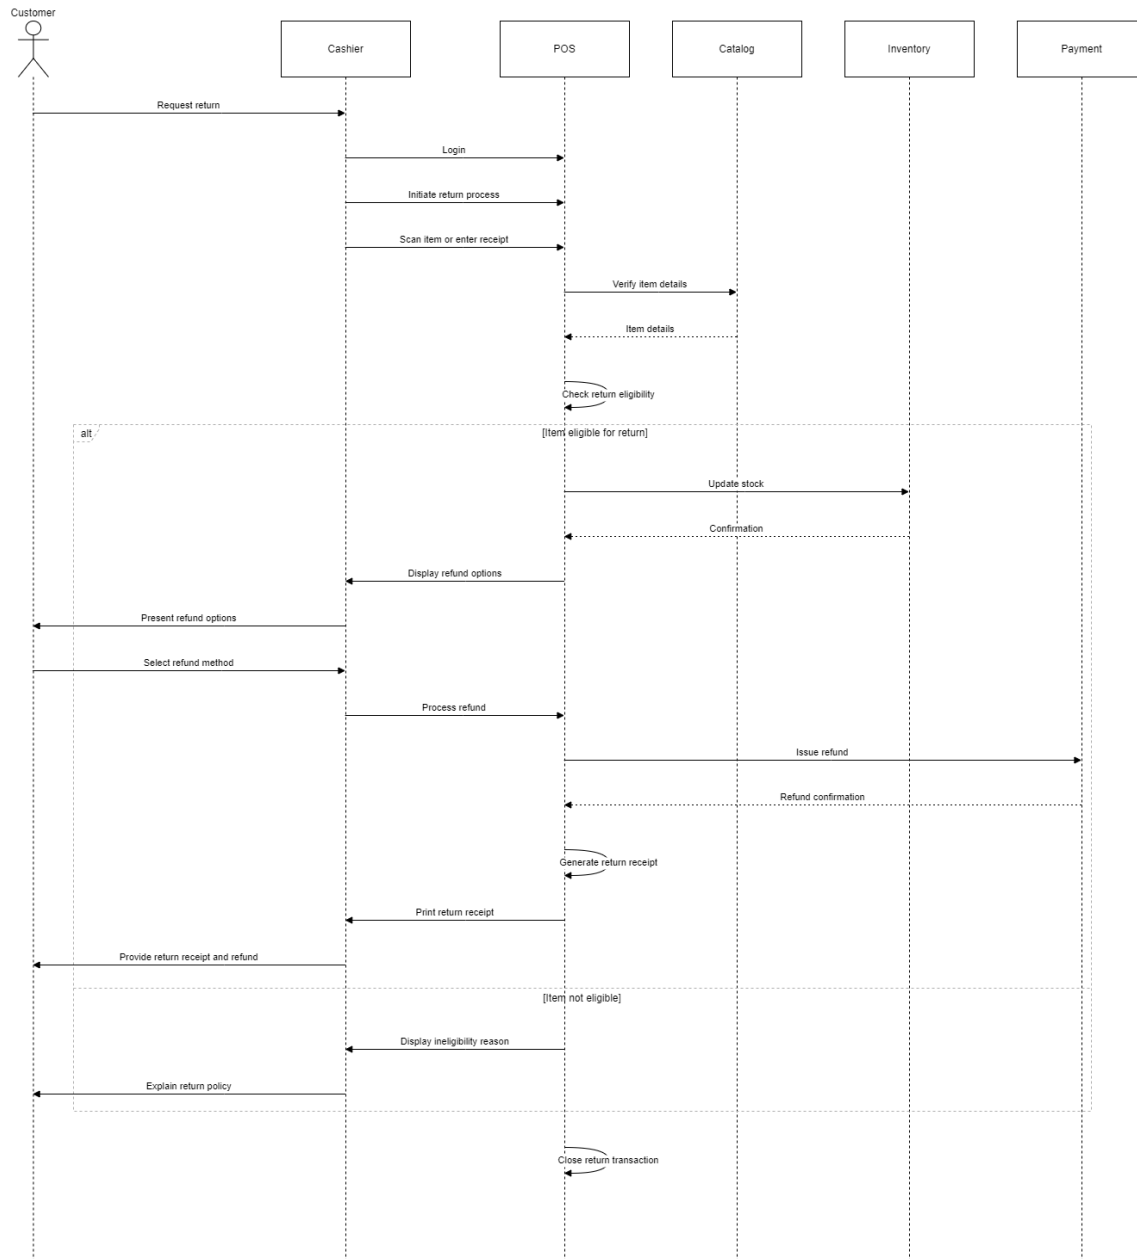 Customer
Cashier
POS
Catalog
Inventory
Payment
Request return
Login
Initiate return process
Scan item or enter receipt
Verify item details
Item details
Check return eligibility
alt
[Item eligible for return]
Update stock
Confirmation
Display refund options
Present refund options
Select refund method
Process refund
Issue refund
Refund confirmation
Generate return receipt
Print return receipt
Provide return receipt and refund
[Item not eligible]
Display ineligibility reason
Explain return policy
Close return transaction